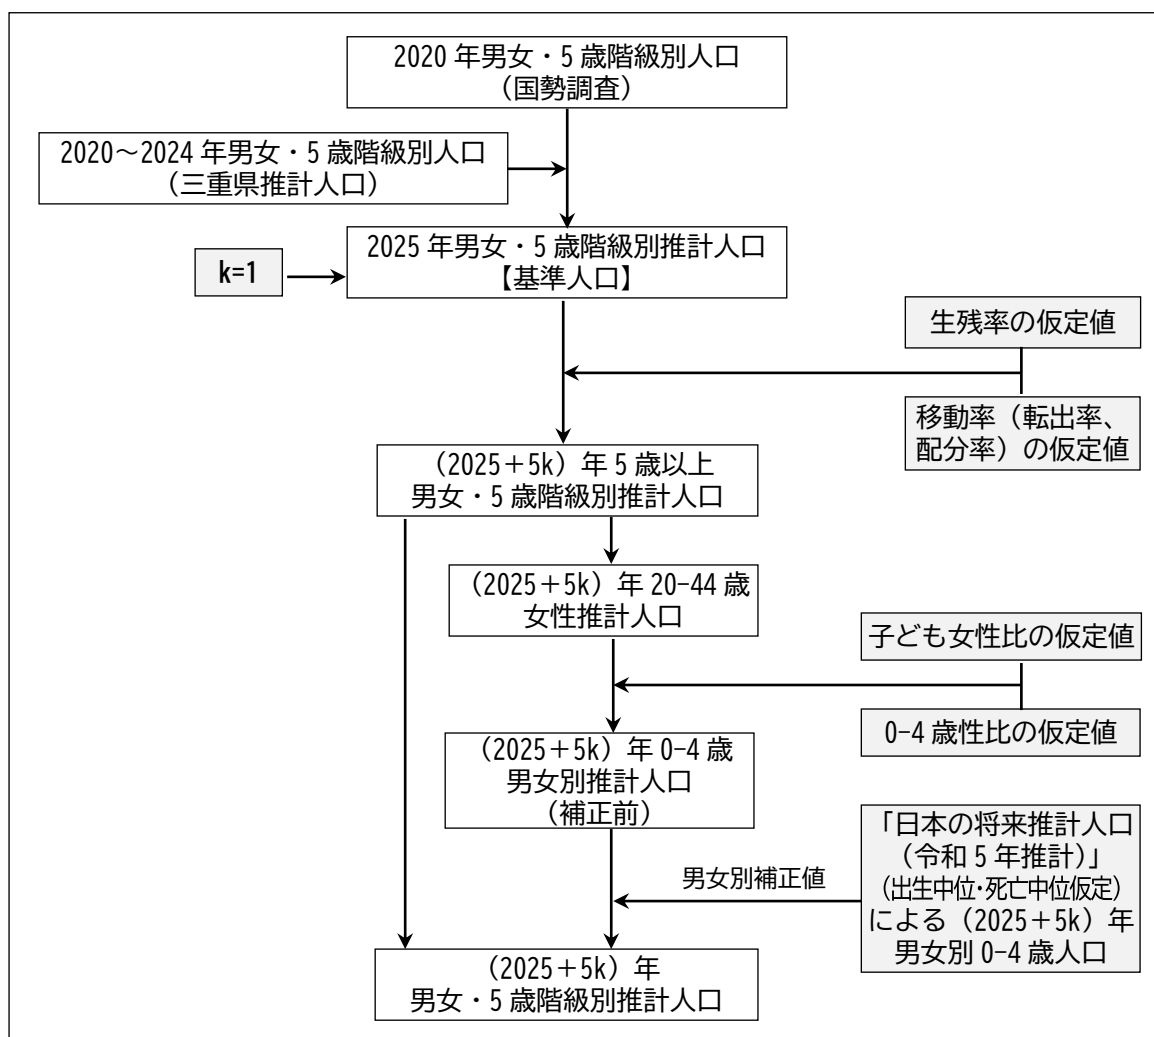 2020 年男女・5 歳階級別人口
（国勢調査）
2020～2024 年男女・5 歳階級別人口
（三重県推計人口）
2025 年男女・5 歳階級別推計人口
【基準人口】
k=1
生残率の仮定値
移動率（転出率、
配分率）の仮定値
（2025＋5k）年 5 歳以上
男女・5 歳階級別推計人口
（2025＋5k）年 20-44 歳
女性推計人口
子ども女性比の仮定値
0-4 歳性比の仮定値
（2025＋5k）年 0-4 歳
男女別推計人口
（補正前）
「日本の将来推計人口
（令和 5 年推計）」
（出生中位・死亡中位仮定）
による（2025＋5k）年
男女別 0-4 歳人口
男女別補正値
（2025＋5k）年
男女・5 歳階級別推計人口